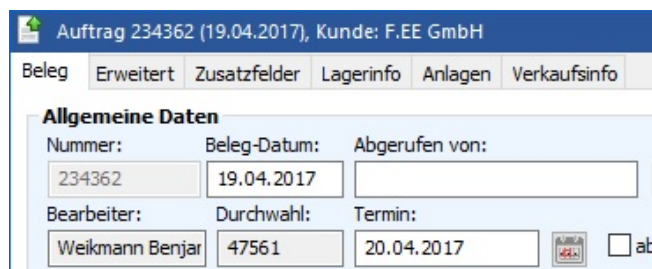 Auftrag 234362 (19.04.2017), Kunde: F.EE GmbH
Beleg Erweitert Zusatzfelder Lagerinfo Anlagen Verkaufsinfo
Allgemeine Daten
Nummer: Beleg-Datum: Abgerufen von:
234362 19.04.2017
Bearbeiter: Durchwahl: Termin:
Weikmann Benjar 47561 20.04.2017 ab